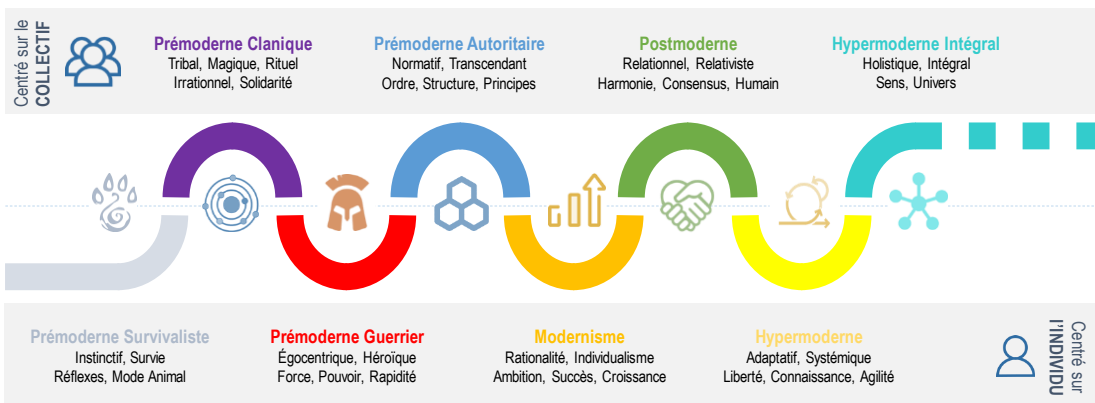 Centré sur le
COLLECTIF
Prémoderne Clanique
Tribal, Magique, Rituel
Irrationnel, Solidarité
Prémoderne Autoritaire
Normatif, Transcendant
Ordre, Structure, Principes
Postmoderne
Relationnel, Relativiste
Harmonie, Consensus, Humain
Hypermoderne Intégral
Holistique, Intégral
Sens, Univers
Prémoderne Survivaliste
Instinctif, Survie
Réflexes, Mode Animal
Prémoderne Guerrier
Égocentrique, Héroïque
Force, Pouvoir, Rapidité
Modernisme
Rationalité, Individualisme
Ambition, Succès, Croissance
Hypermoderne
Adaptatif, Systémique
Liberté, Connaissance, Agilité
Centré sur
l'INDIVIDU